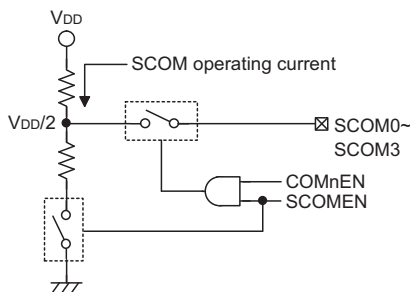 VDD
SCOM operating current
VDD/2
SCOM0~
SCOM3
COMnEN
SCOMEN